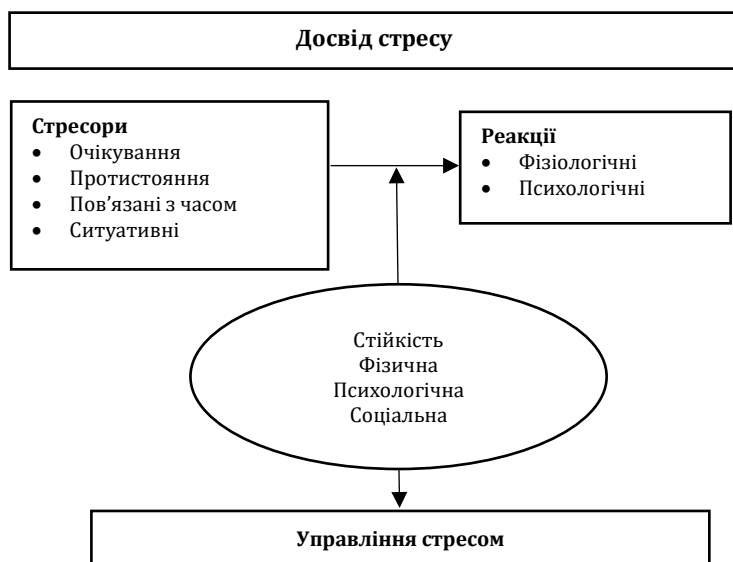 Досвід стресу
Стресори
• Очікування
• Протистояння
• Пов’язані з часом
• Ситуативні
Реакції
• Фізіологічні
• Психологічні
Стійкість
Фізична
Психологічна
Соціальна
Управління стресом